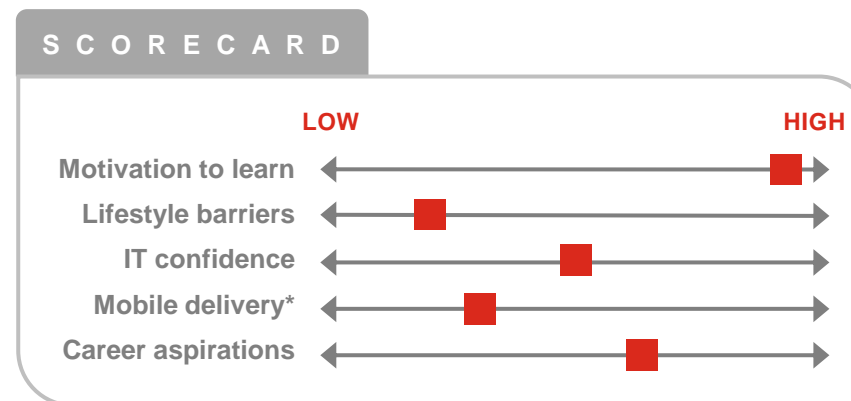 SCORECARD
LOW HIGH
Motivation to learn
Lifestyle barriers
IT confidence
Mobile delivery*
Career aspirations